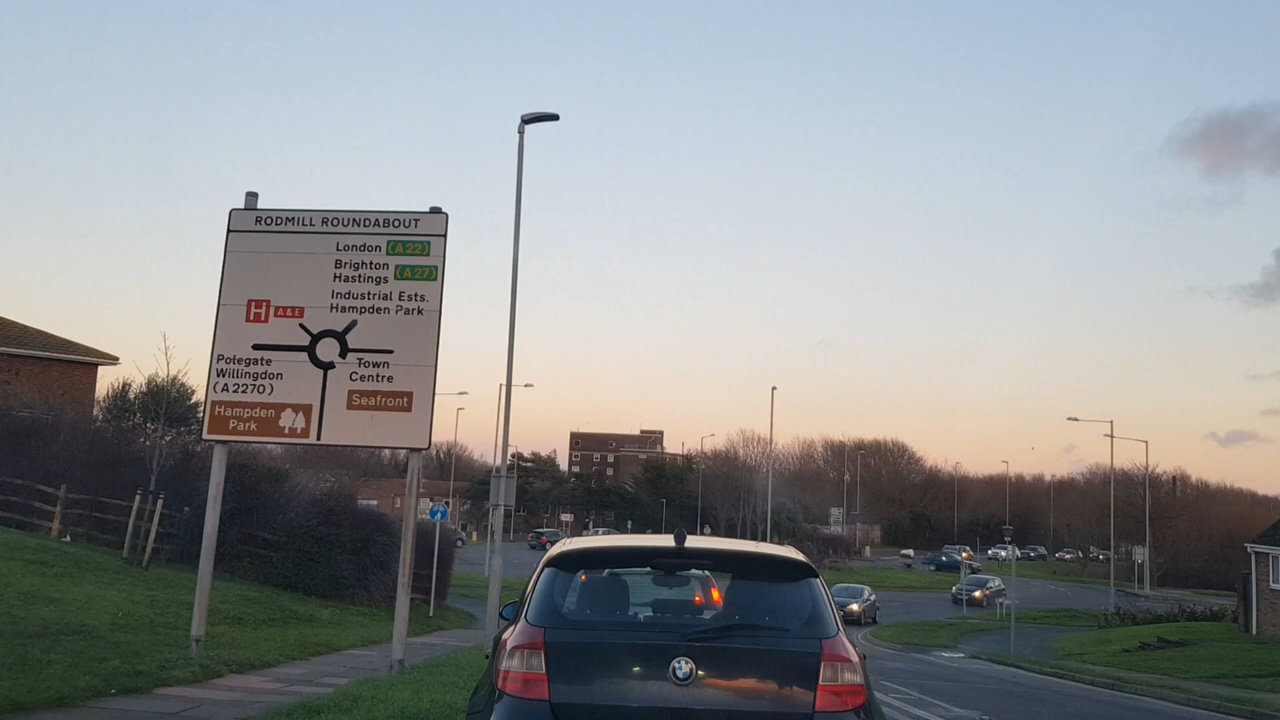 RODMILL ROUNDABOUT
London (A22)
Brighton
Hastings (A27)
Industrial Ests.
Hampden Park
H A&E
Polegate
Willingdon
(A2270)
Town
Centre
Seafront
Hampden
Park